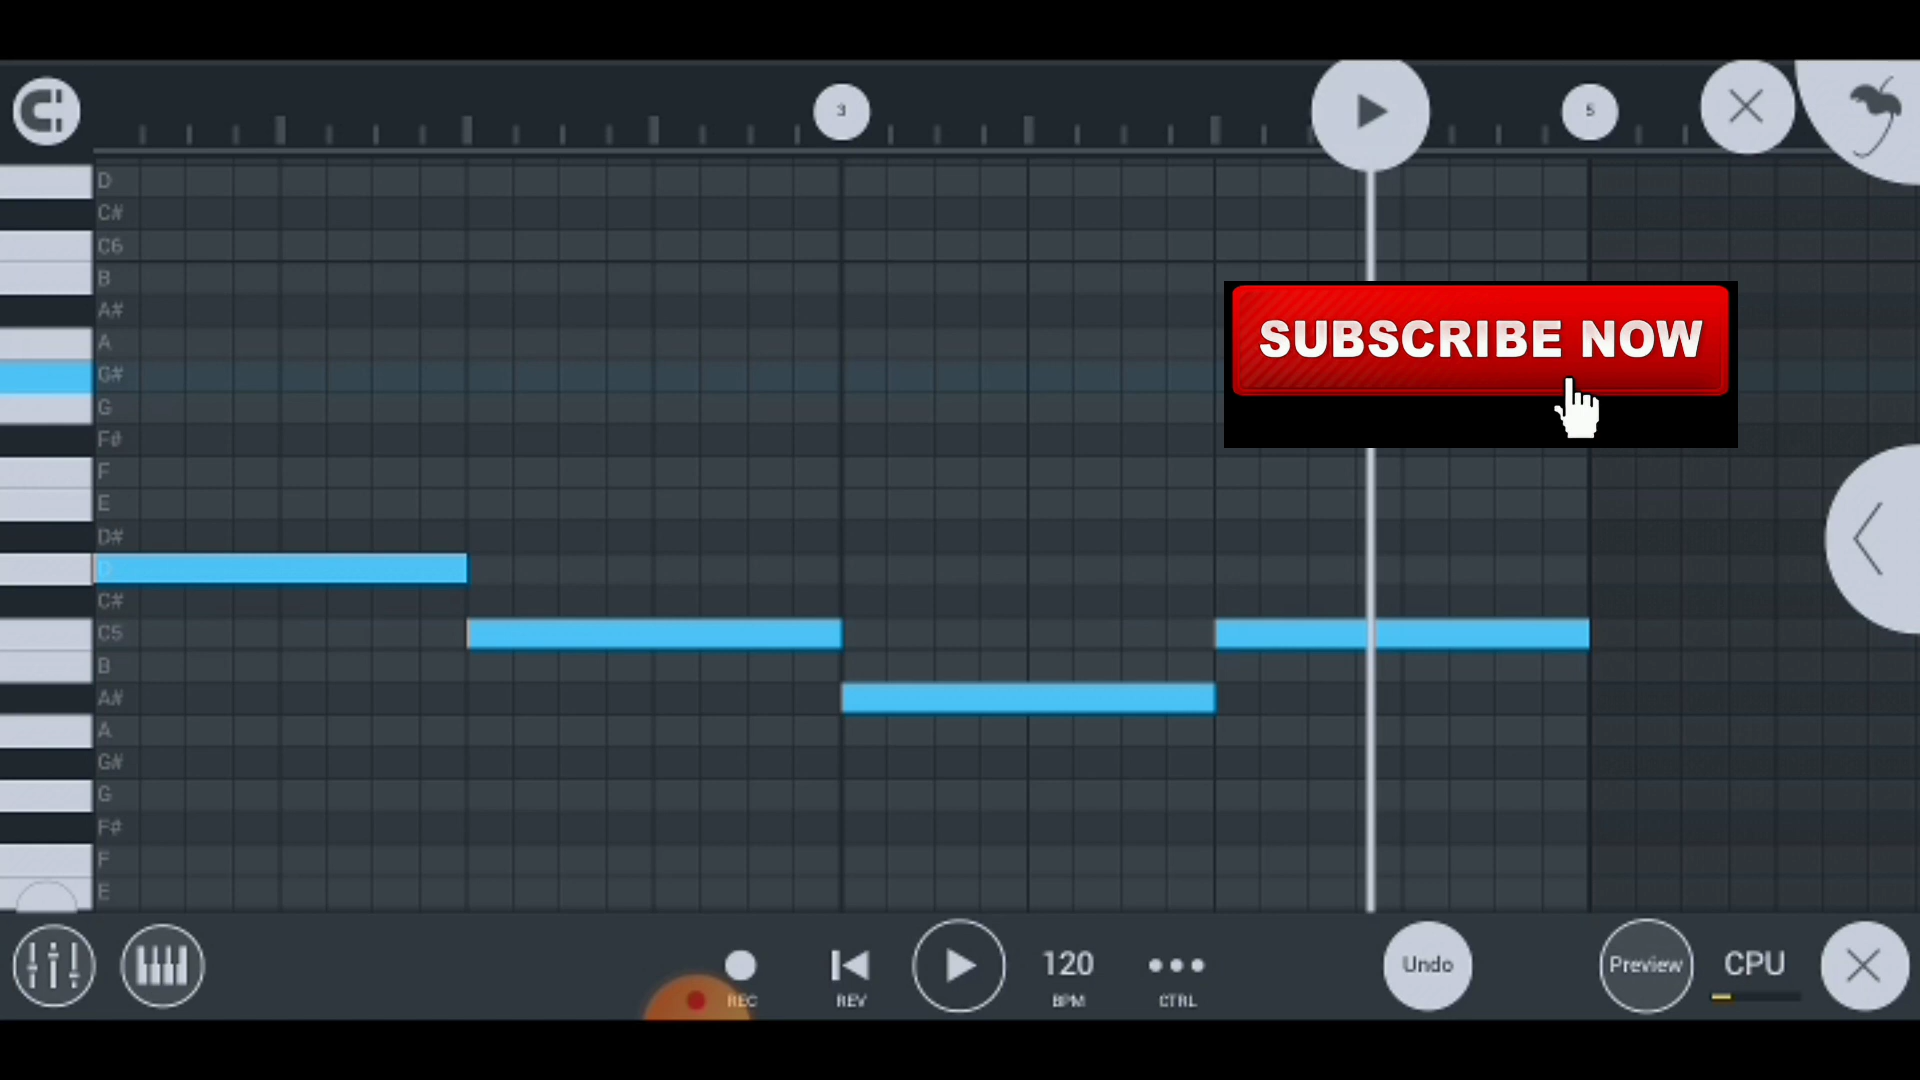 3
5
D
C#
C6
B
A#
A
G#
G
F#
F
E
D#
D
C#
C5
B
A#
A
G#
G
F#
F
E
SUBSCRIBE NOW
REC
REV
120
BPM
CTRL
Undo
Preview
CPU